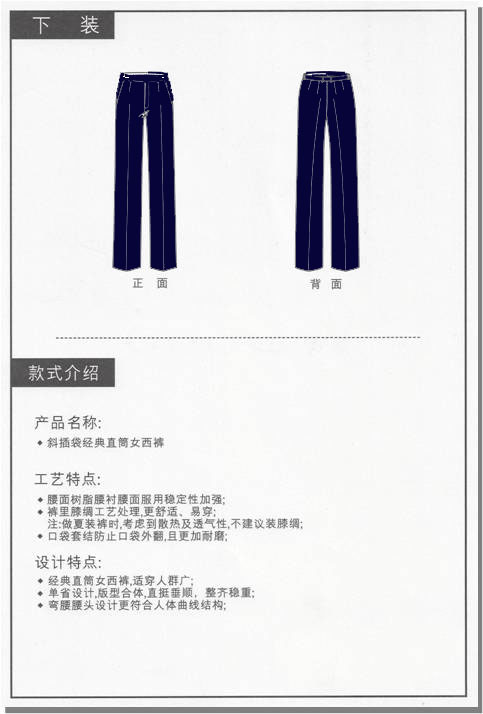 下 装
正 面
背 面
款式介绍
产品名称:
◆ 斜插袋经典直筒女西裤
工艺特点:
◆ 腰面树脂腰衬腰面服用稳定性加强;
◆ 裤里膝绸工艺处理,更舒适、易穿;
注:做夏装裤时,考虑到散热及透气性,不建议装膝绸;
◆ 口袋套结防止口袋外翻,且更加耐磨;
设计特点:
◆ 经典直筒女西裤,适穿人群广;
◆ 单省设计,版型合体,直挺垂顺，整齐稳重;
◆ 弯腰腰头设计更符合人体曲线结构;